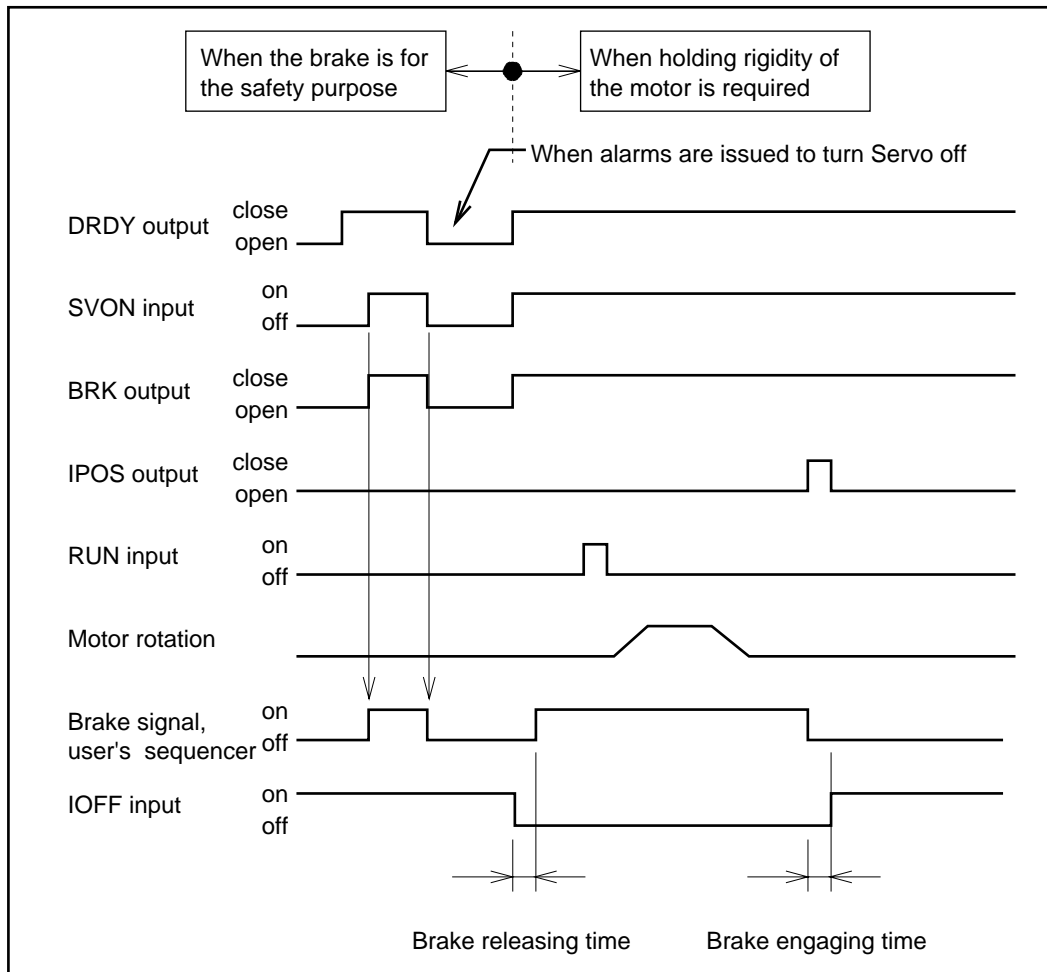 When the brake is for
the safety purpose
When holding rigidity of
the motor is required
When alarms are issued to turn Servo off
DRDY output
close
open
SVON input
on
off
BRK output
close
open
IPOS output
close
open
RUN input
on
off
Motor rotation
Brake signal,
user's sequencer
on
off
IOFF input
on
off
Brake releasing time
Brake engaging time